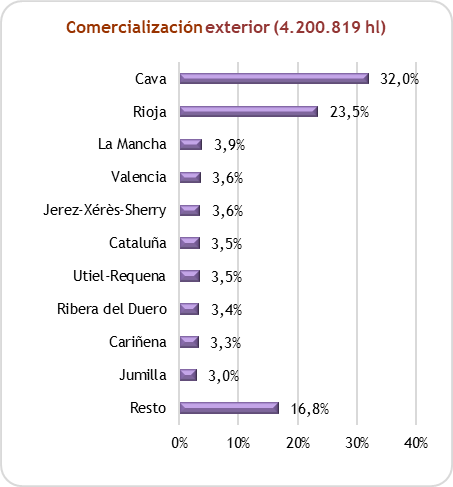 Comercialización exterior (4.200.819 hl)
Cava 32,0%
Rioja 23,5%
La Mancha 3,9%
Valencia 3,6%
Jerez-Xérès-Sherry 3,6%
Cataluña 3,5%
Utiel-Requena 3,5%
Ribera del Duero 3,4%
Cariñena 3,3%
Jumilla 3,0%
Resto 16,8%
0% 10% 20% 30% 40%